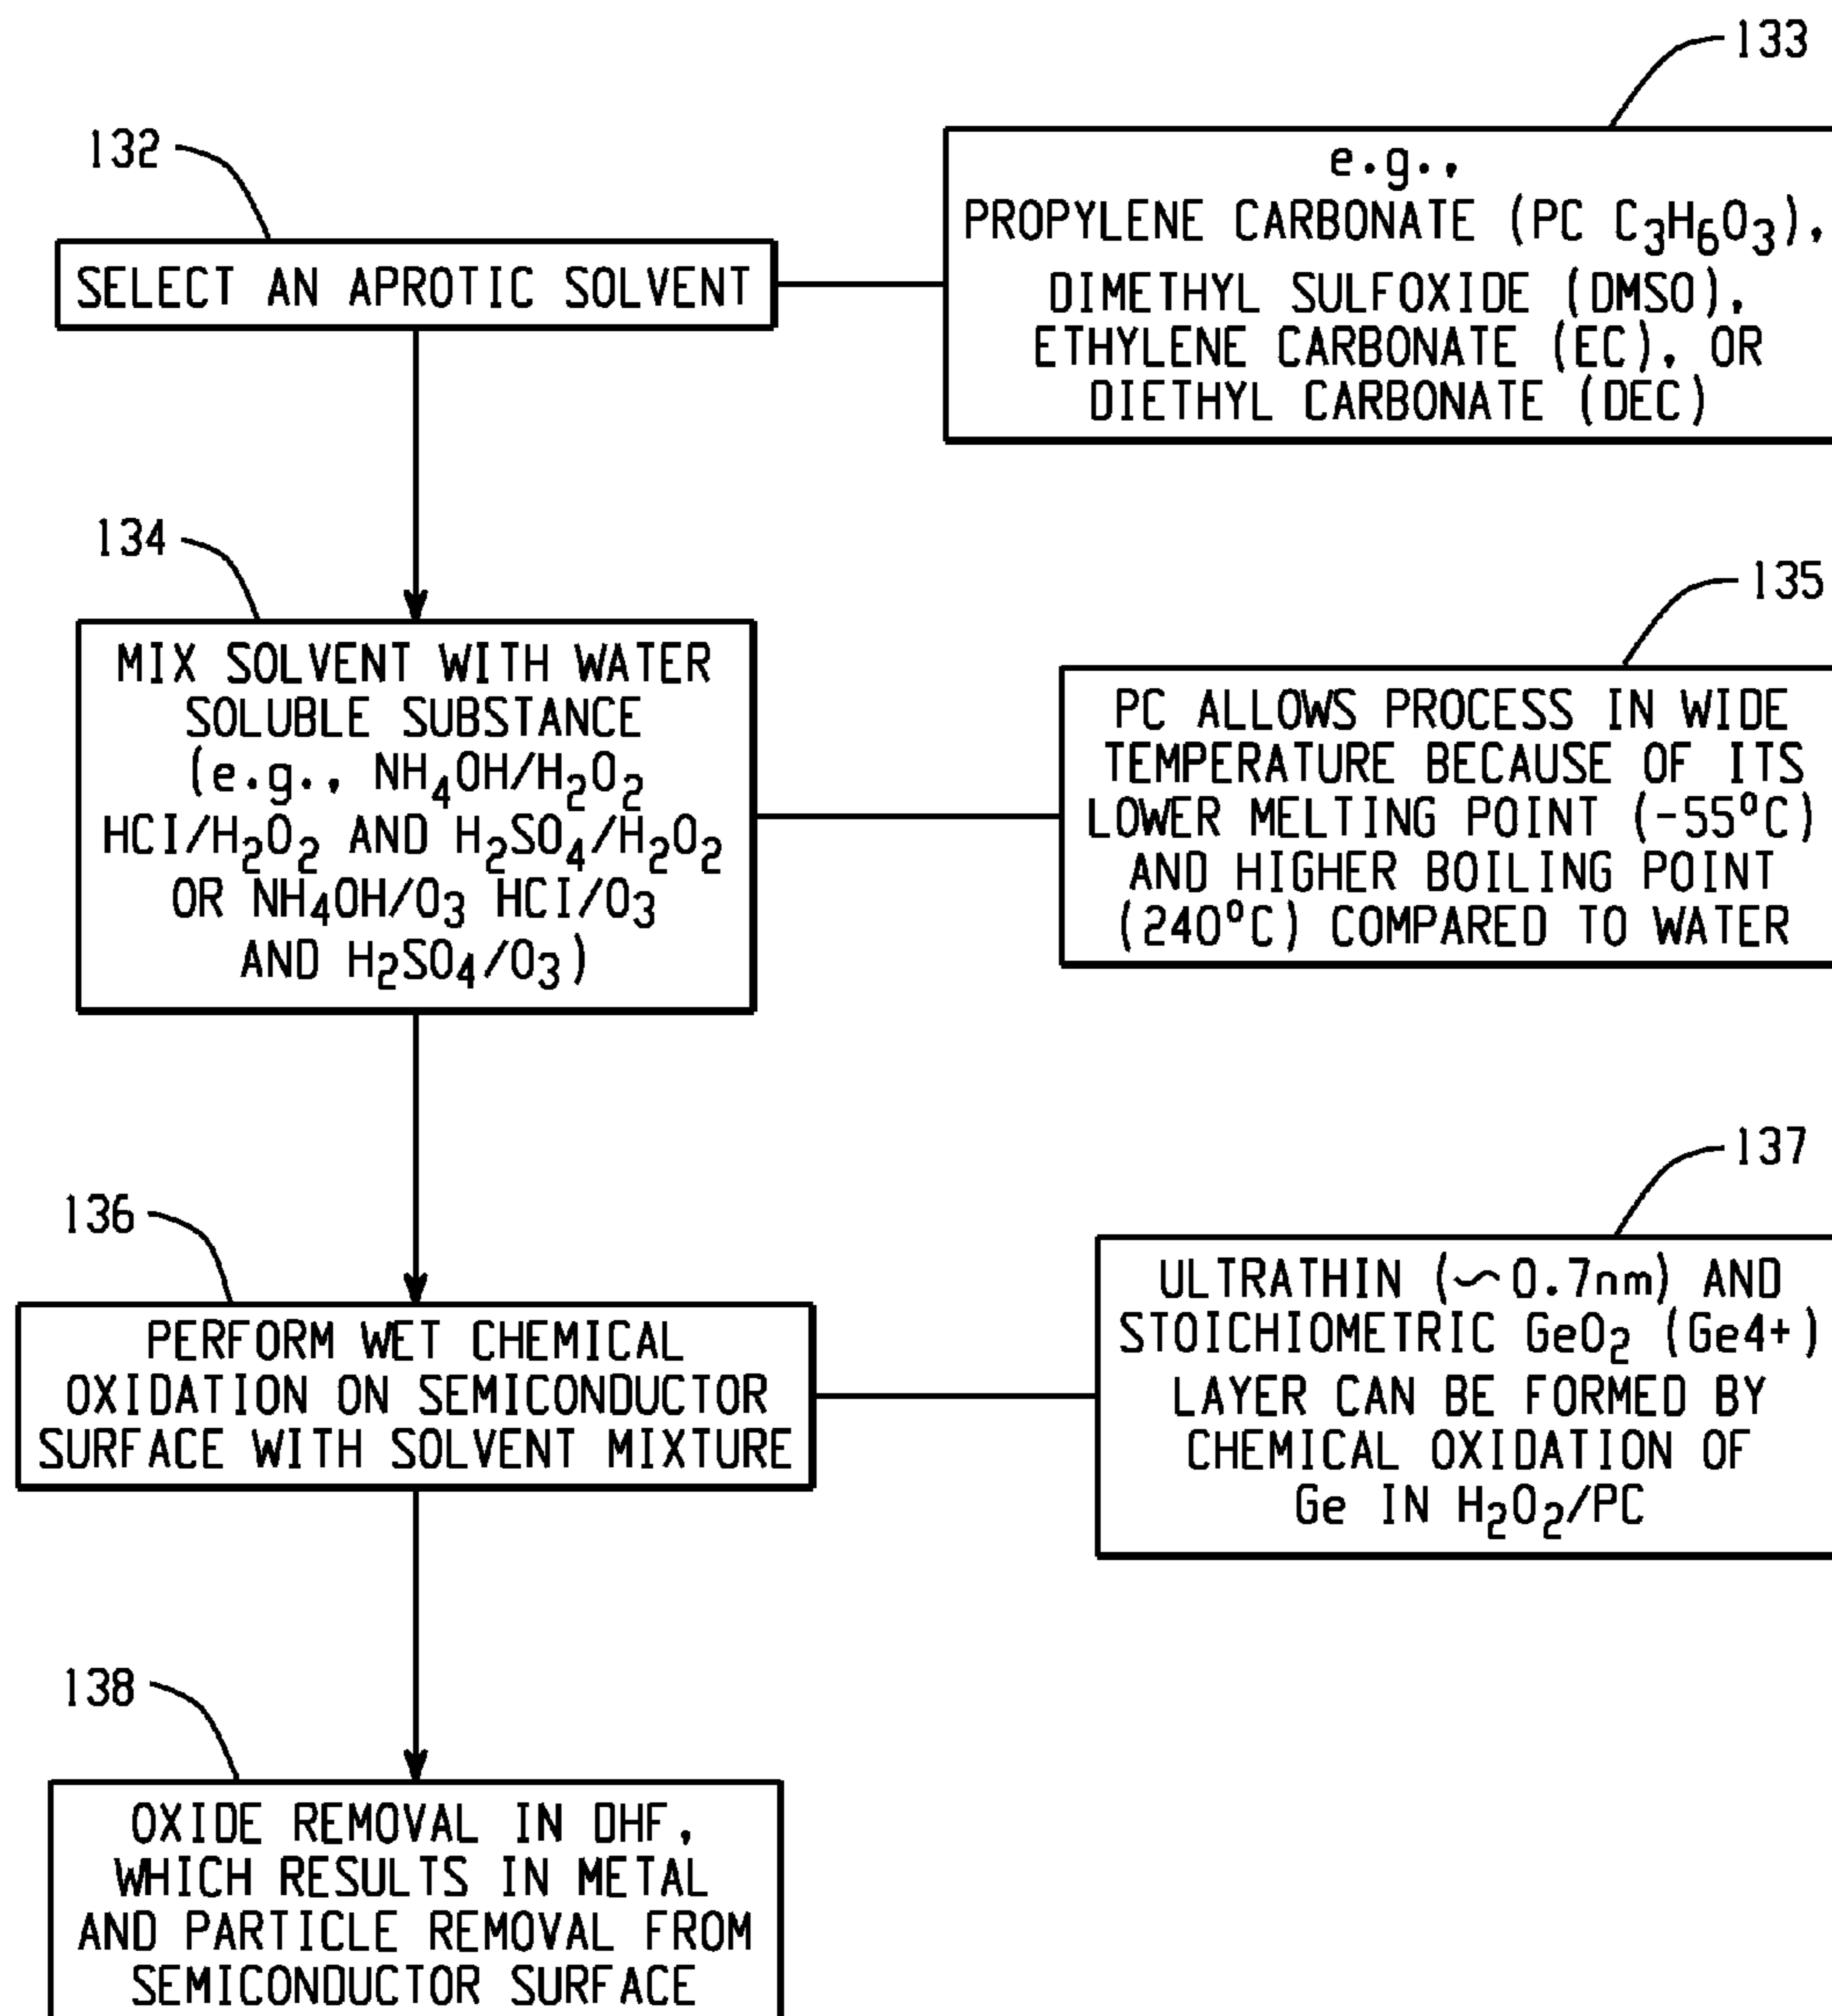 132
SELECT AN APROTIC SOLVENT
133
e.g.,
PROPYLENE CARBONATE (PC C₃H₆O₃),
DIMETHYL SULFOXIDE (DMSO),
ETHYLENE CARBONATE (EC), OR
DIETHYL CARBONATE (DEC)
134
MIX SOLVENT WITH WATER
SOLUBLE SUBSTANCE
(e.g., NH₄OH/H₂O₂
HCI/H₂O₂ AND H₂SO₄/H₂O₂
OR NH₄OH/O₃ HCI/O₃
AND H₂SO₄/O₃)
135
PC ALLOWS PROCESS IN WIDE
TEMPERATURE BECAUSE OF ITS
LOWER MELTING POINT (-55°C)
AND HIGHER BOILING POINT
(240°C) COMPARED TO WATER
136
PERFORM WET CHEMICAL
OXIDATION ON SEMICONDUCTOR
SURFACE WITH SOLVENT MIXTURE
137
ULTRATHIN (~0.7nm) AND
STOICHIOMETRIC GeO₂ (Ge4+)
LAYER CAN BE FORMED BY
CHEMICAL OXIDATION OF
Ge IN H₂O₂/PC
138
OXIDE REMOVAL IN DHF,
WHICH RESULTS IN METAL
AND PARTICLE REMOVAL FROM
SEMICONDUCTOR SURFACE